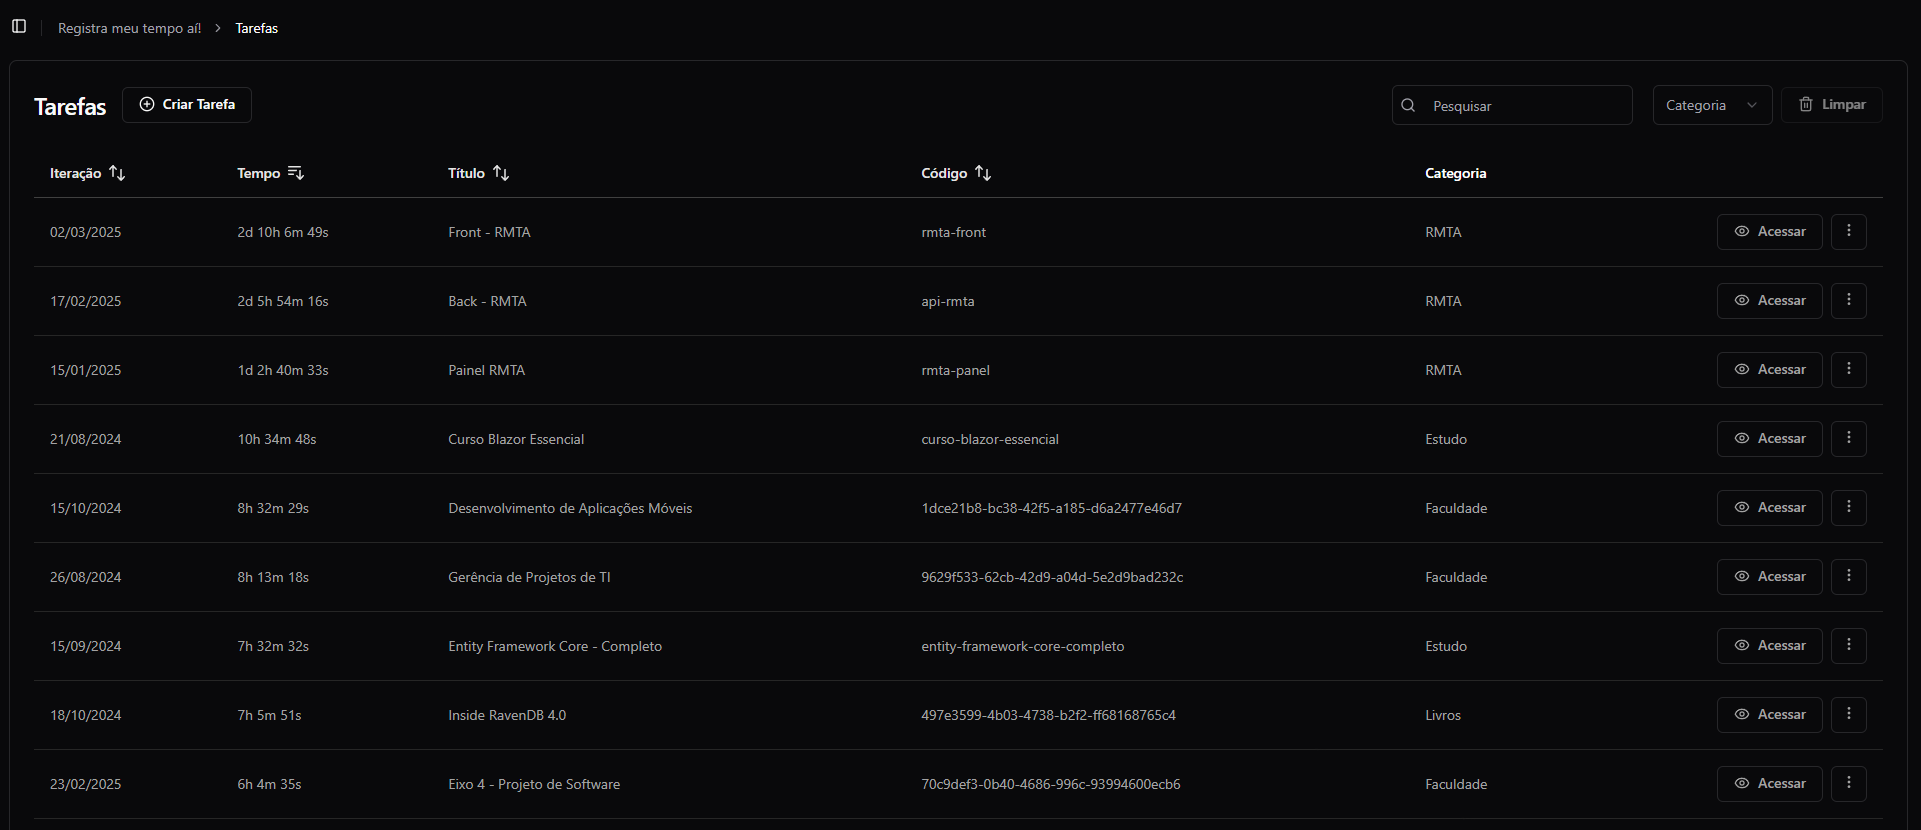 Registra meu tempo aí! > Tarefas
Tarefas Criar Tarefa Pesquisar Categoria Limpar
Iteração Tempo Título Código Categoria
02/03/2025 2d 10h 6m 49s Front - RMTA rmta-front RMTA Acessar
17/02/2025 2d 5h 54m 16s Back - RMTA api-rmta RMTA Acessar
15/01/2025 1d 2h 40m 33s Painel RMTA rmta-panel RMTA Acessar
21/08/2024 10h 34m 48s Curso Blazor Essencial curso-blazor-essencial Estudo Acessar
15/10/2024 8h 32m 29s Desenvolvimento de Aplicações Móveis 1dce21b8-bc38-42f5-a185-d6a2477e46d7 Faculdade Acessar
26/08/2024 8h 13m 18s Gerência de Projetos de TI 9629f533-62cb-42d9-a04d-5e2d9bad232c Faculdade Acessar
15/09/2024 7h 32m 32s Entity Framework Core - Completo entity-framework-core-completo Estudo Acessar
18/10/2024 7h 5m 51s Inside RavenDB 4.0 497e3599-4b03-4738-b2f2-ff68168765c4 Livros Acessar
23/02/2025 6h 4m 35s Eixo 4 - Projeto de Software 70c9def3-0b40-4686-996c-93994600ecb6 Faculdade Acessar